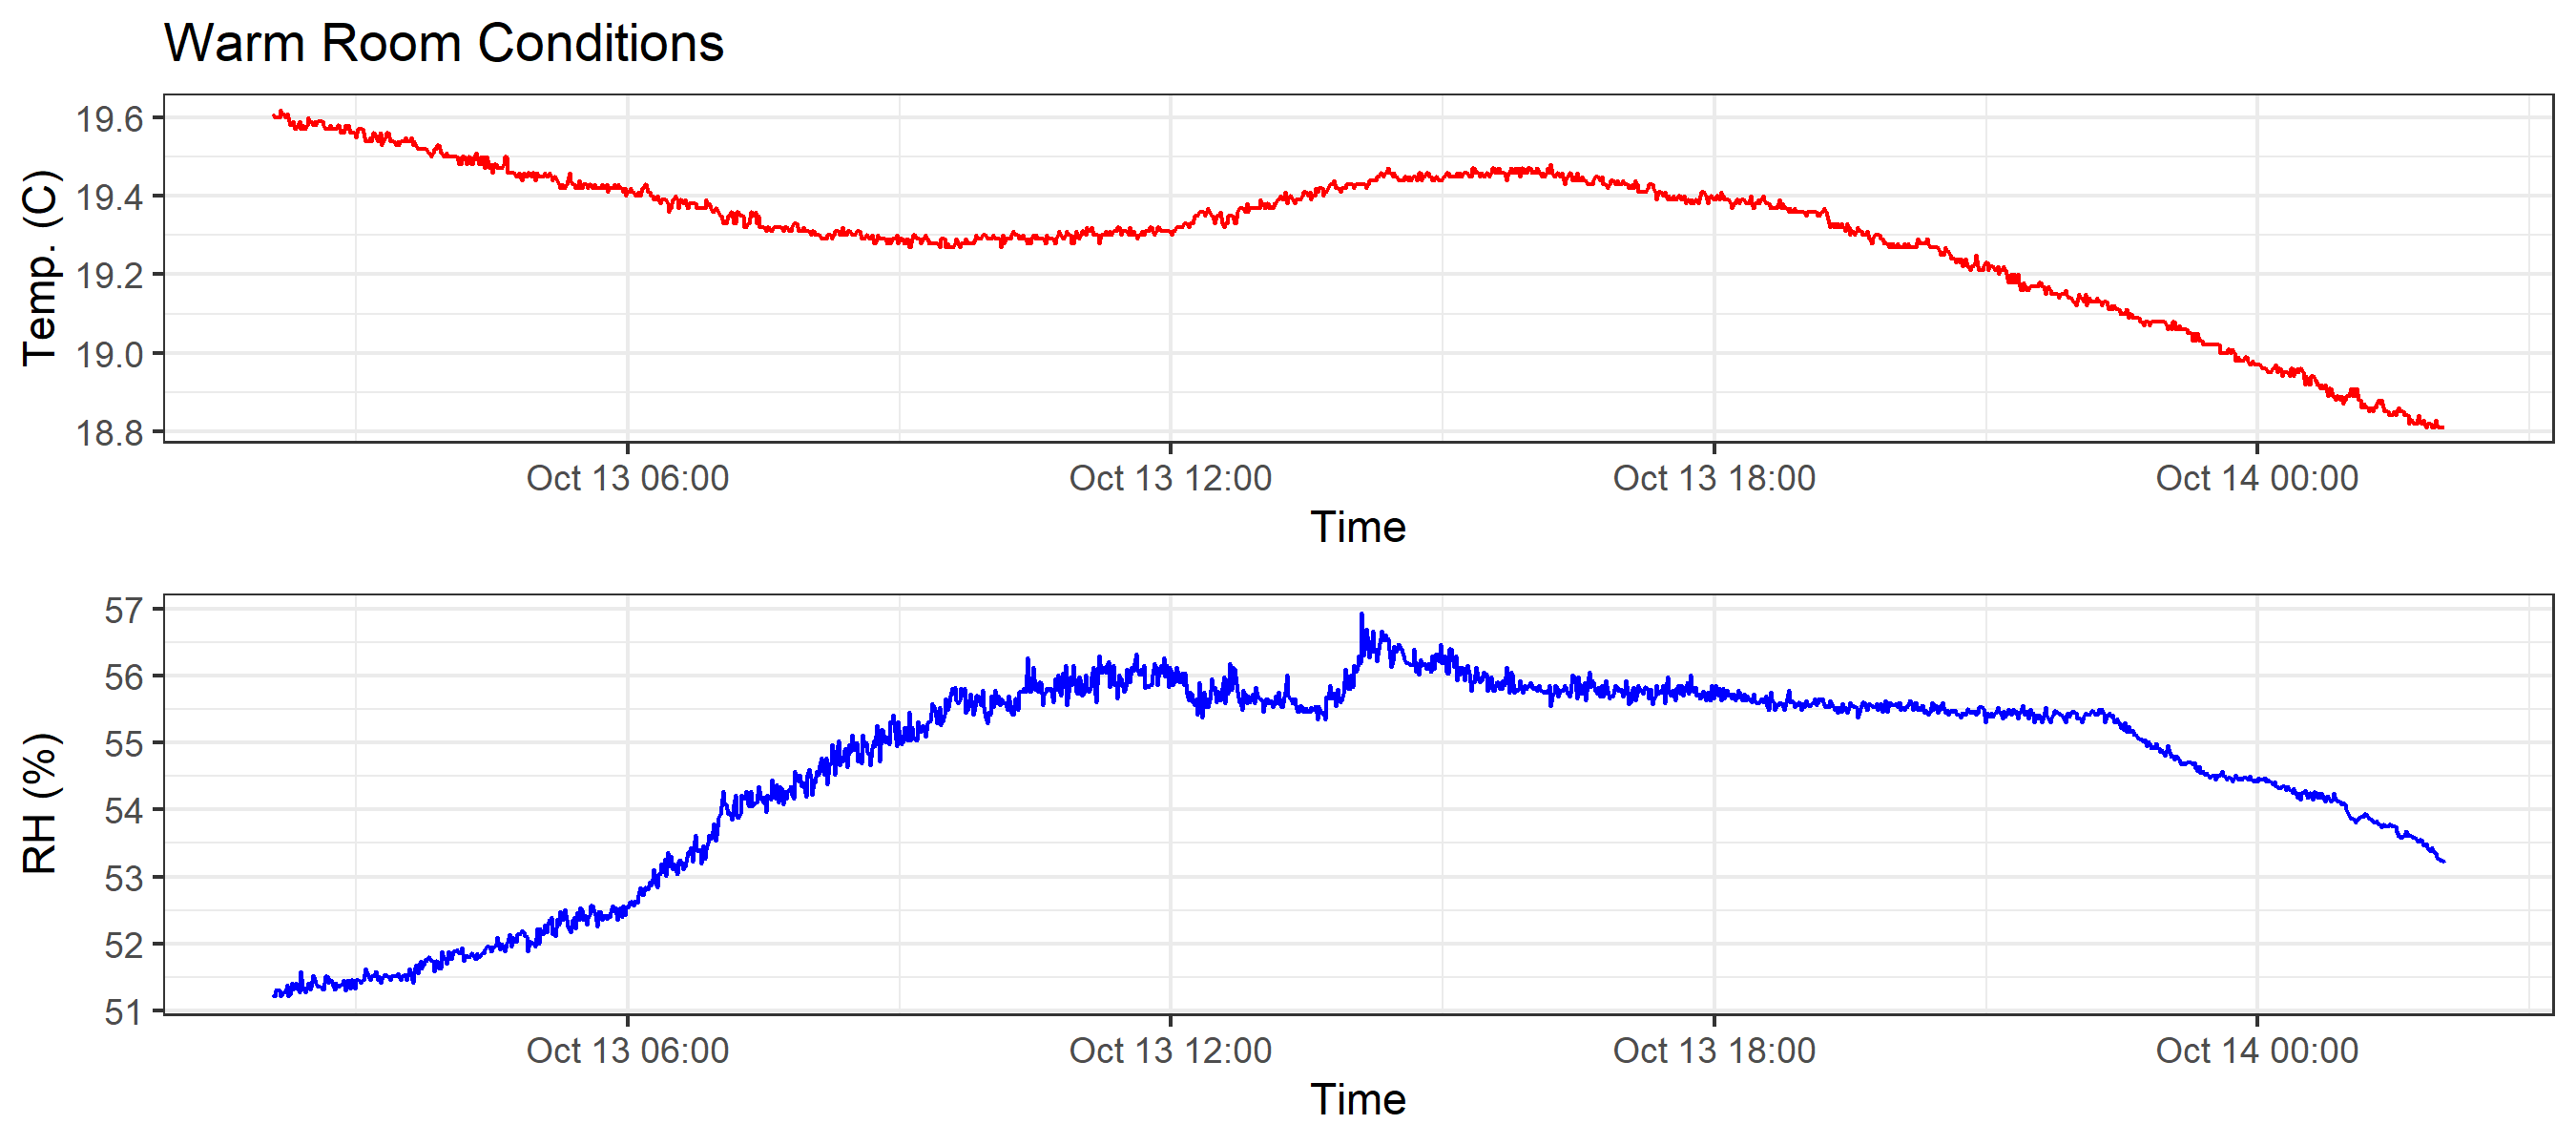 Warm Room Conditions
19.6
19.4
19.2
19.0
18.8
Temp. (C)
Oct 13 06:00 Oct 13 12:00 Oct 13 18:00 Oct 14 00:00
Time
57
56
55
54
53
52
51
RH (%)
Oct 13 06:00 Oct 13 12:00 Oct 13 18:00 Oct 14 00:00
Time